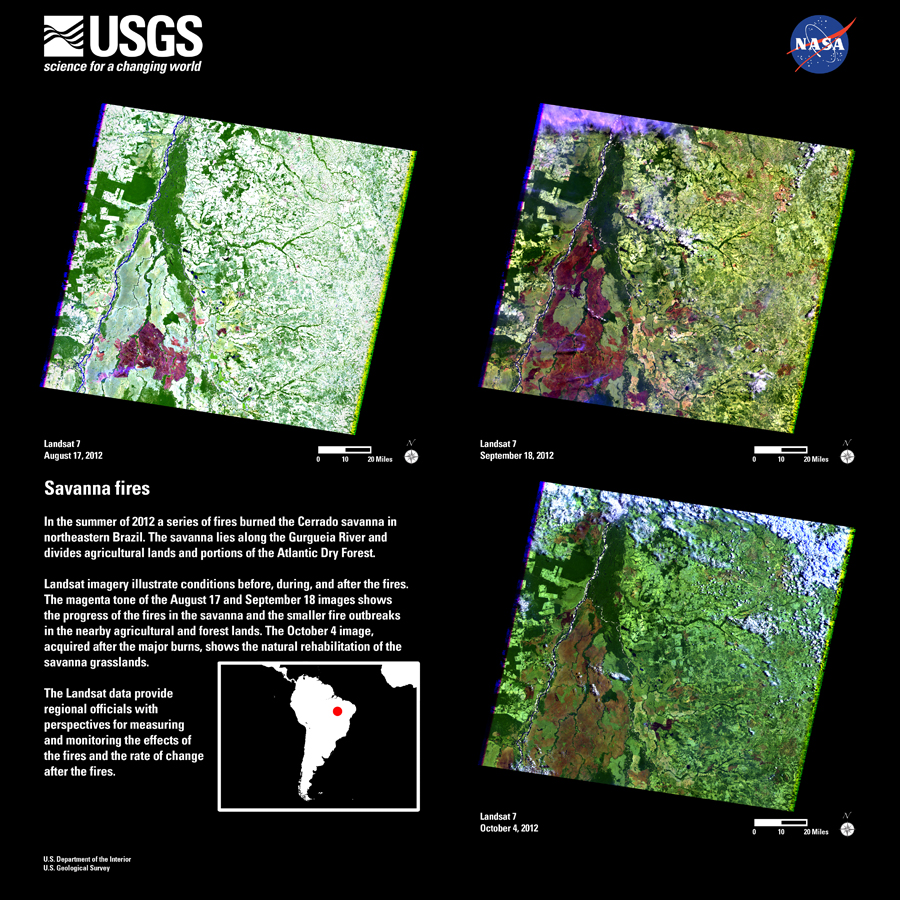 USGS
science for a changing world
NASA
Landsat 7
August 17, 2012
0 10 20 Miles
N
Landsat 7
September 18, 2012
0 10 20 Miles
N
Savanna fires
In the summer of 2012 a series of fires burned the Cerrado savanna in
northeastern Brazil. The savanna lies along the Gurgueia River and
divides agricultural lands and portions of the Atlantic Dry Forest.
Landsat imagery illustrate conditions before, during, and after the fires.
The magenta tone of the August 17 and September 18 images shows
the progress of the fires in the savanna and the smaller fire outbreaks
in the nearby agricultural and forest lands. The October 4 image,
acquired after the major burns, shows the natural rehabilitation of the
savanna grasslands.
The Landsat data provide
regional officials with
perspectives for measuring
and monitoring the effects of
the fires and the rate of change
after the fires.
Landsat 7
October 4, 2012
0 10 20 Miles
N
U.S. Department of the Interior
U.S. Geological Survey